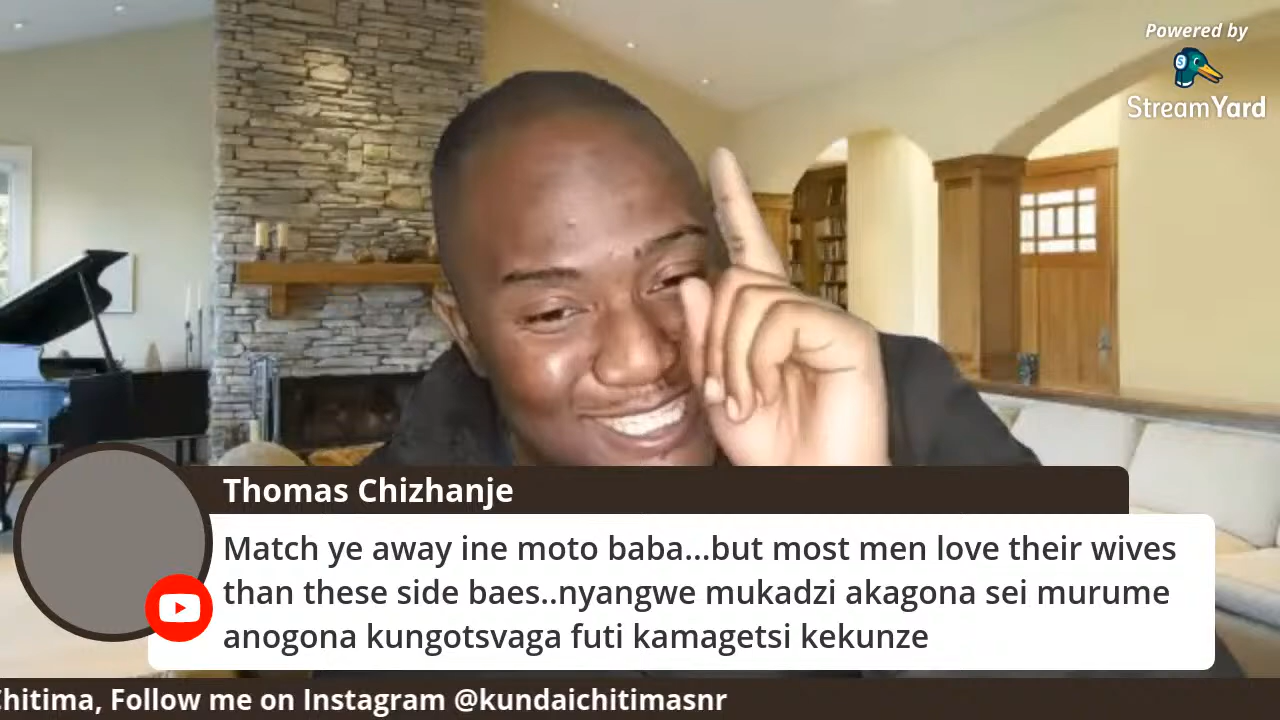 Powered by
StreamYard
Thomas Chizhanje
Match ye away ine moto baba...but most men love their wives
than these side baes..nyangwe mukadzi akagona sei murume
anogona kungotsvaga futi kamagetsi kekunze
Chitima, Follow me on Instagram @kundaichitimasnr